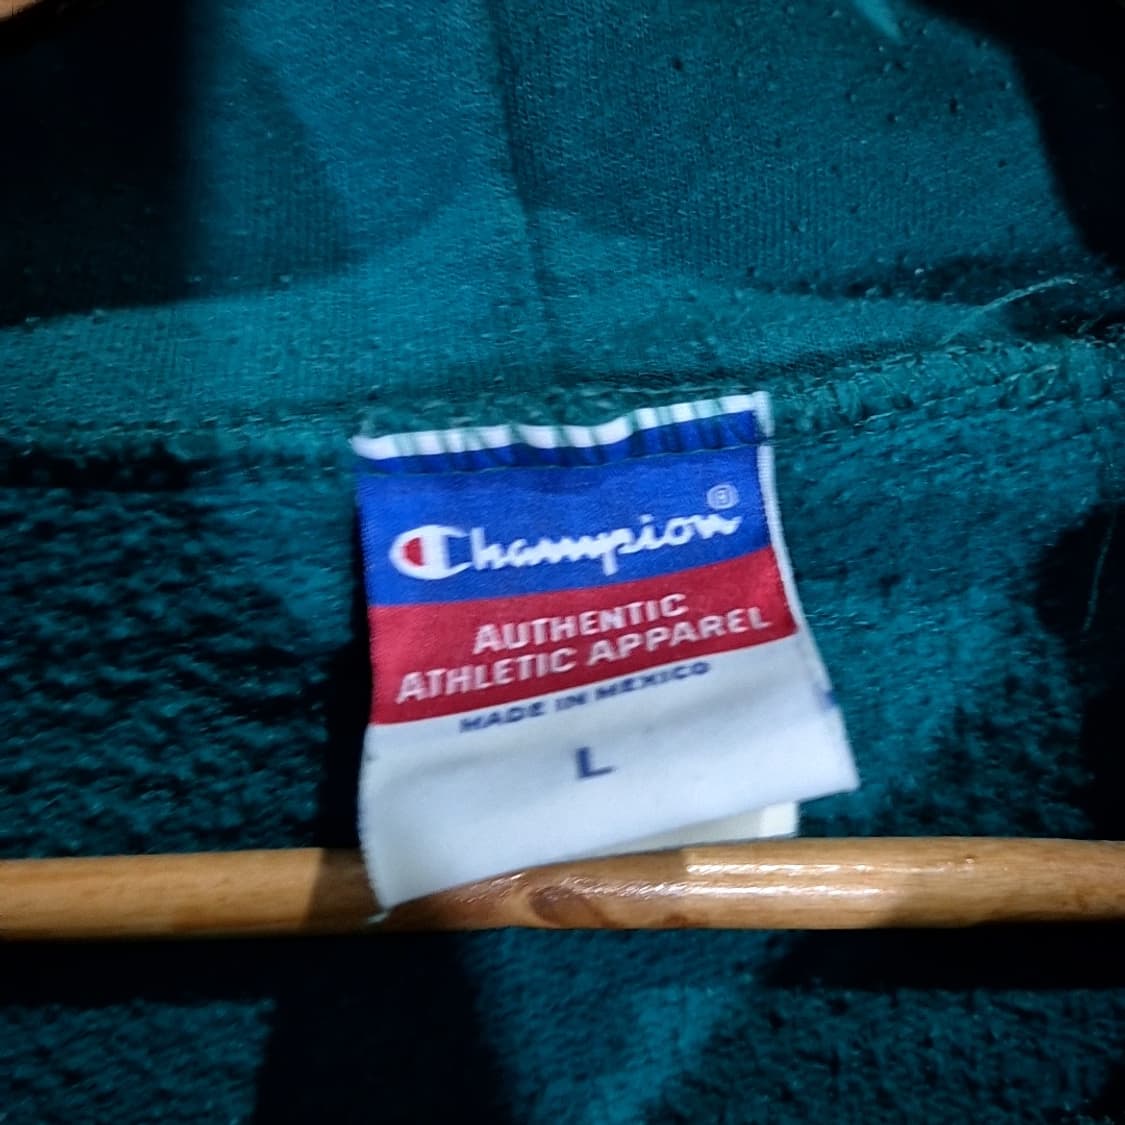 Champion®
AUTHENTIC
ATHLETIC APPAREL
MADE IN MEXICO
L